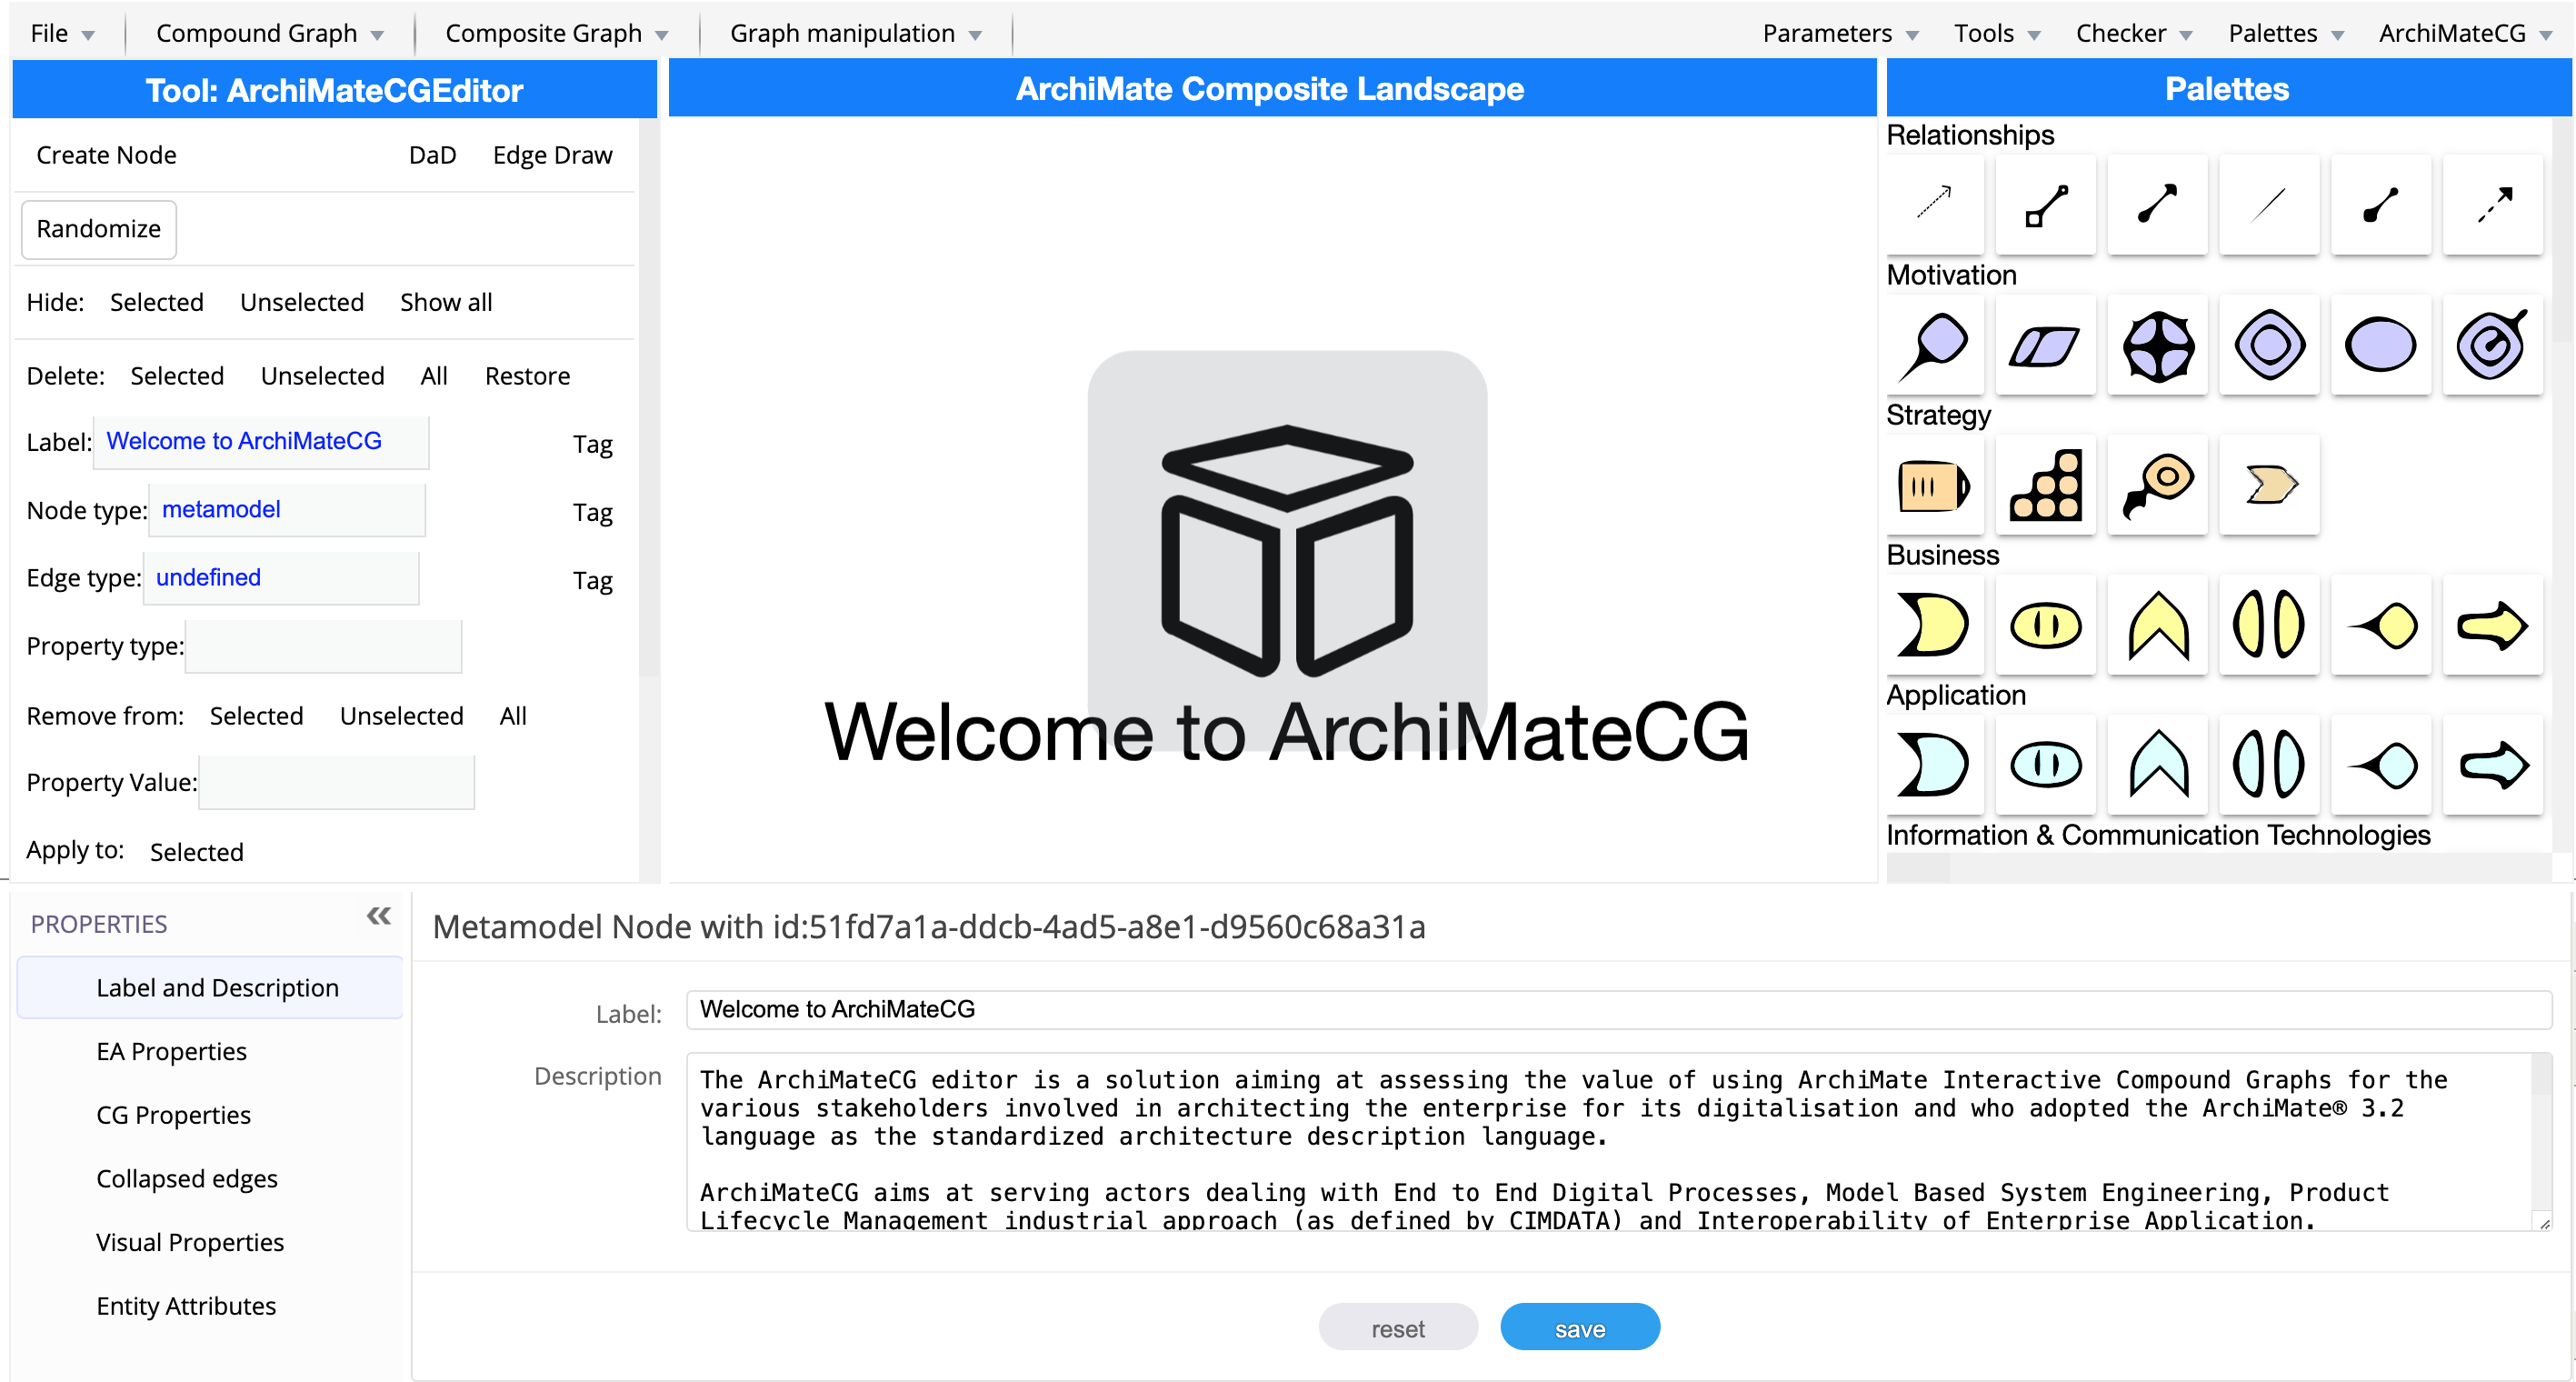 File
Compound Graph
Composite Graph
Graph manipulation
Parameters
Tools
Checker
Palettes
ArchiMateCG
Tool: ArchiMateCGEditor
Create Node DaD Edge Draw
Randomize
Hide: Selected Unselected Show all
Delete: Selected Unselected All Restore
Label: Welcome to ArchiMateCG Tag
Node type: metamodel Tag
Edge type: undefined Tag
Property type:
Remove from: Selected Unselected All
Property Value:
Apply to: Selected
ArchiMate Composite Landscape
Welcome to ArchiMateCG
Palettes
Relationships
Motivation
Strategy
Business
Application
Information & Communication Technologies
PROPERTIES
Label and Description
EA Properties
CG Properties
Collapsed edges
Visual Properties
Entity Attributes
Metamodel Node with id:51fd7a1a-ddcb-4ad5-a8e1-d9560c68a31a
Label: Welcome to ArchiMateCG
Description
The ArchiMateCG editor is a solution aiming at assessing the value of using ArchiMate Interactive Compound Graphs for the
various stakeholders involved in architecting the enterprise for its digitalisation and who adopted the ArchiMate® 3.2
language as the standardized architecture description language.
ArchiMateCG aims at serving actors dealing with End to End Digital Processes, Model Based System Engineering, Product
Lifecycle Management industrial approach (as defined by CIMDATA) and Interoperability of Enterprise Application.
reset
save